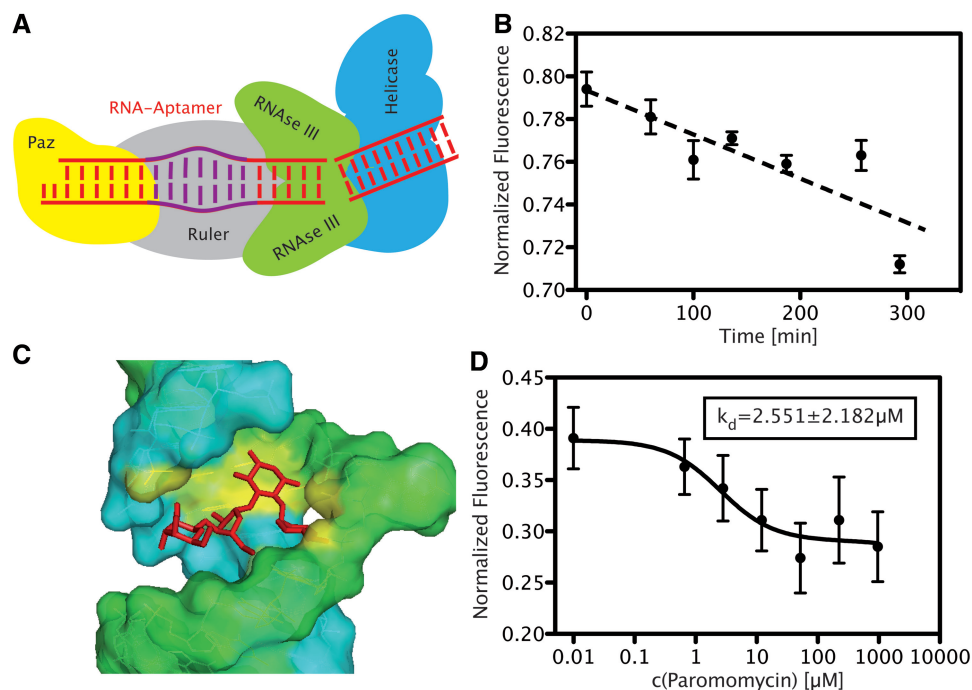 A
RNA-Aptamer
Paz
RNAse III
Helicase
Ruler
RNAse III
B
Normalized Fluorescence
0.82
0.80
0.78
0.76
0.74
0.72
0.70
0
100
200
300
Time [min]
C
D
Normalized Fluorescence
0.45
0.40
0.35
0.30
0.25
0.20
kd=2.551±2.182µM
0.01
0.1
1
10
100
1000
10000
c(Paromomycin) [µM]